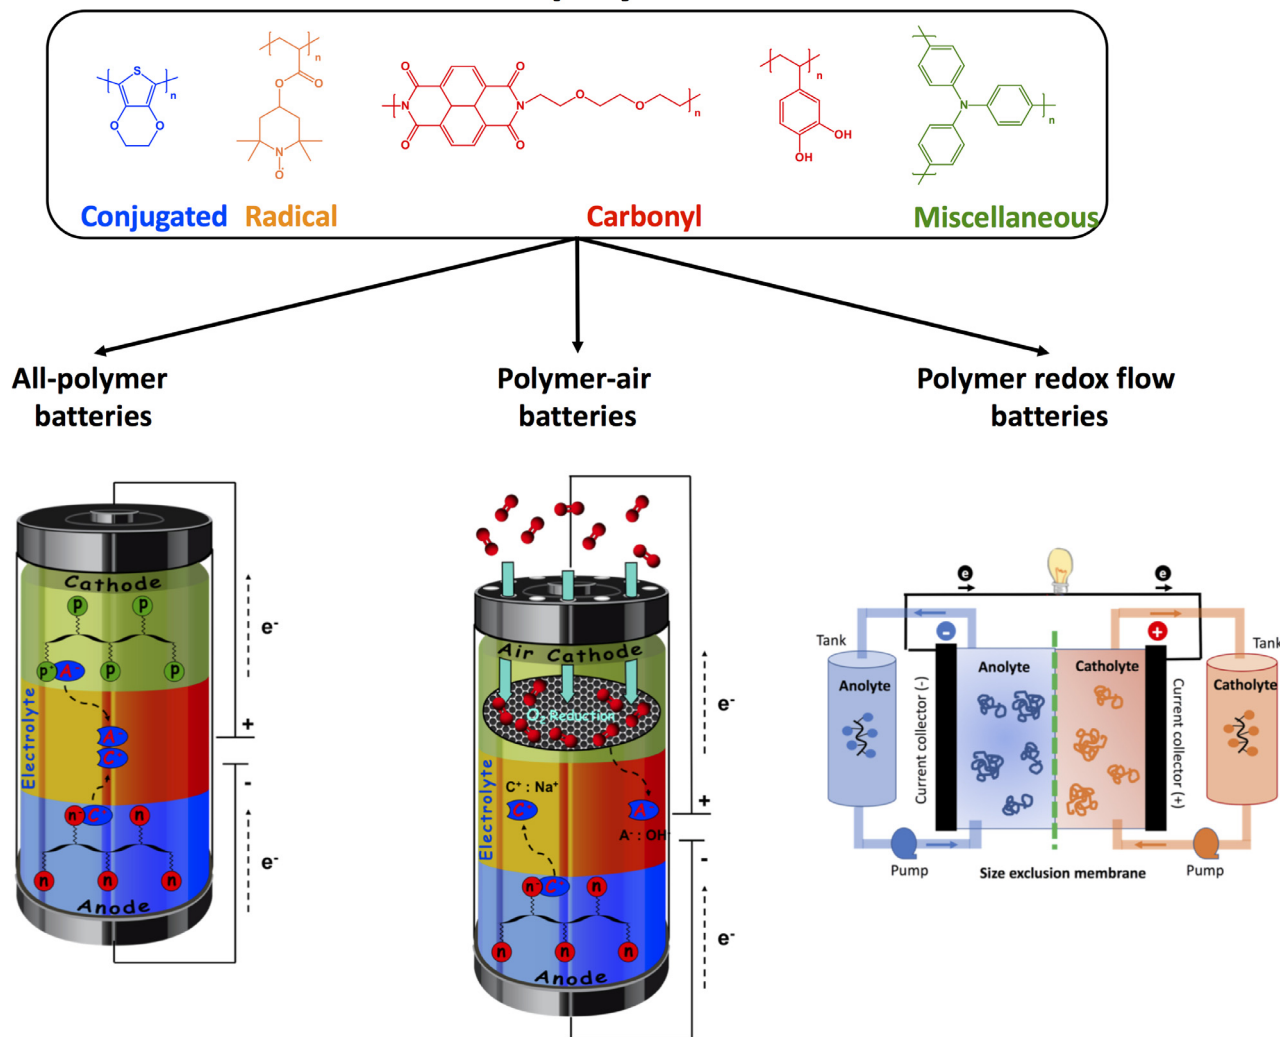 S
n
O
O
n
O
O
N
O·
O
O
N
O
O
N
O
O
n
n
OH
OH
N
n
Conjugated
Radical
Carbonyl
Miscellaneous
All-polymer
batteries
Polymer-air
batteries
Polymer redox flow
batteries
Cathode
p
p
p⁺
A⁻
p
p
e⁻
Electrolyte
A⁻
C⁺
+
-
n⁻
C⁺
n
n
n
n
e⁻
Anode
Air Cathode
O₂ Reduction
e⁻
Electrolyte
C⁺ : Na⁺
C⁺
A⁻
A⁻ : OH⁻
+
-
n⁻
C⁺
n
n
n
n
e⁻
Anode
e
e
-
+
Tank
Anolyte
Current collector (-)
Anolyte
Catholyte
Current collector (+)
Tank
Catholyte
Pump
Size exclusion membrane
Pump